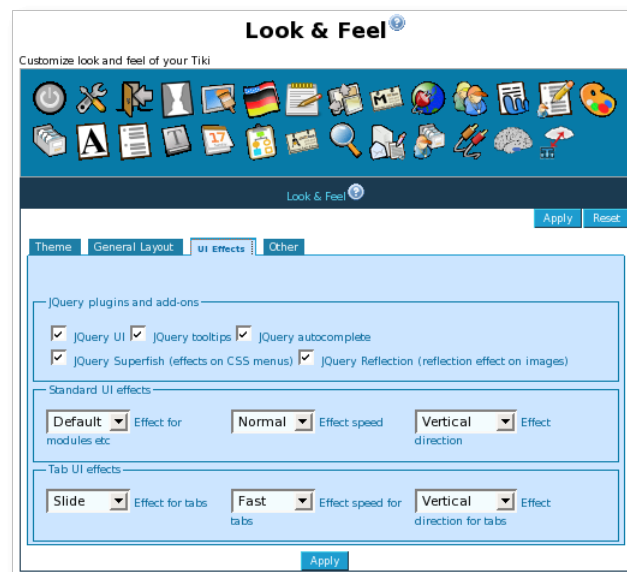 Look & Feel
Customize look and feel of your Tiki
Look & Feel
Apply Reset
Theme General Layout UI Effects Other
JQuery plugins and add-ons
JQuery UI JQuery tooltips JQuery autocomplete
JQuery Superfish (effects on CSS menus) JQuery Reflection (reflection effect on images)
Standard UI effects
Default Effect for Normal Effect speed Vertical Effect
modules etc direction
Tab UI effects
Slide Effect for tabs Fast Effect speed for Vertical Effect
tabs direction for tabs
Apply